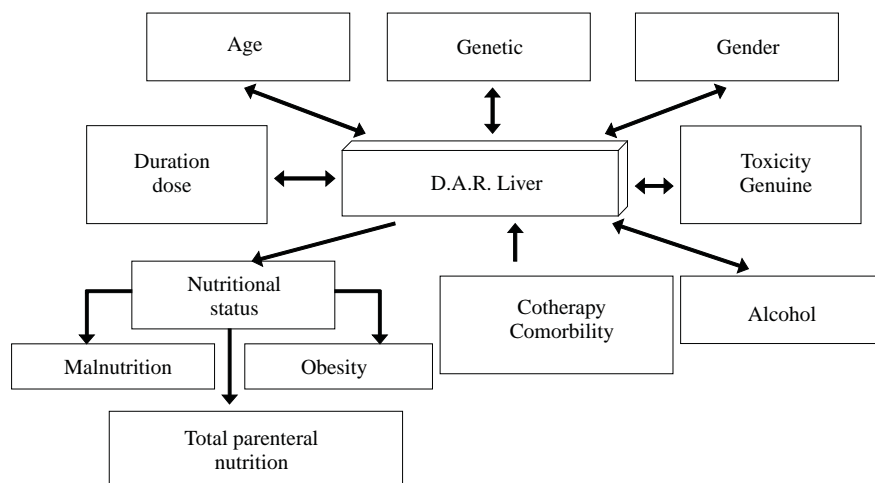 Age
Genetic
Gender
Duration
dose
D.A.R. Liver
Toxicity
Genuine
Nutritional
status
Cotherapy
Comorbility
Alcohol
Malnutrition
Obesity
Total parenteral
nutrition